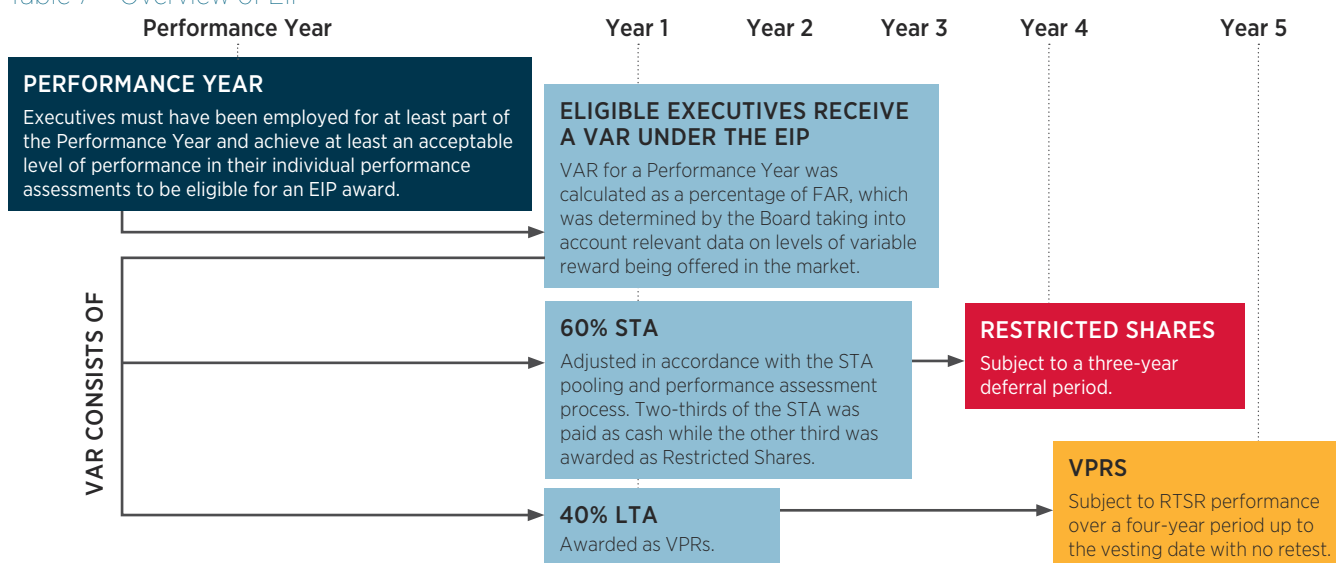 Table 7 – Overview of EIP
Performance Year
Year 1
Year 2
Year 3
Year 4
Year 5
PERFORMANCE YEAR
Executives must have been employed for at least part of
the Performance Year and achieve at least an acceptable
level of performance in their individual performance
assessments to be eligible for an EIP award.
ELIGIBLE EXECUTIVES RECEIVE
A VAR UNDER THE EIP
VAR for a Performance Year was
calculated as a percentage of FAR, which
was determined by the Board taking into
account relevant data on levels of variable
reward being offered in the market.
VAR CONSISTS OF
60% STA
Adjusted in accordance with the STA
pooling and performance assessment
process. Two-thirds of the STA was
paid as cash while the other third was
awarded as Restricted Shares.
RESTRICTED SHARES
Subject to a three-year
deferral period.
40% LTA
Awarded as VPRs.
VPRS
Subject to RTSR performance
over a four-year period up to
the vesting date with no retest.